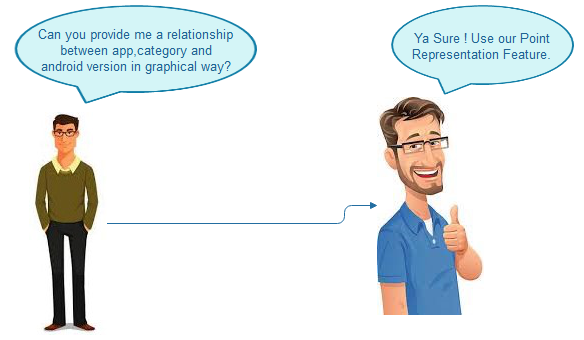 Can you provide me a relationship
between app,category and
android version in graphical way?
Ya Sure ! Use our Point
Representation Feature.